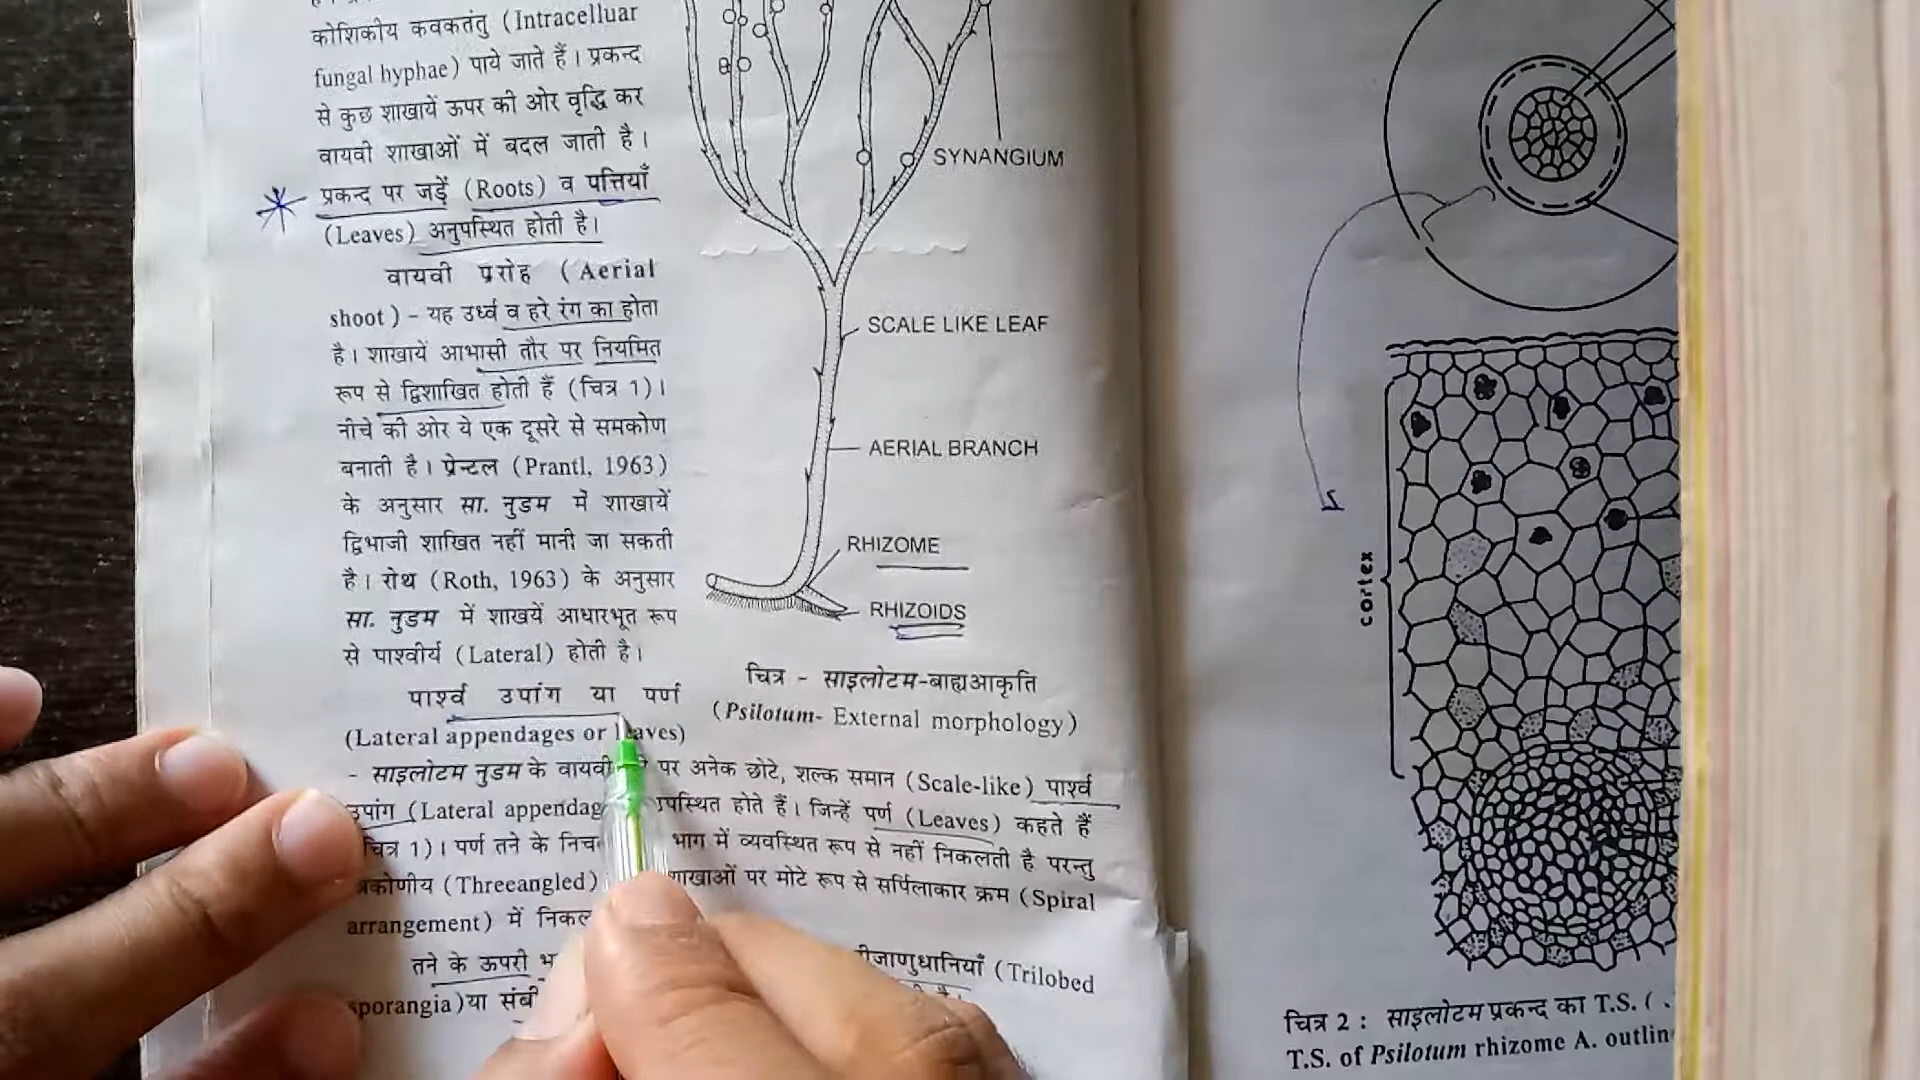 कोशिकीय कवकतंतु (Intracelluar
fungal hyphae) पाये जाते हैं। प्रकन्द
से कुछ शाखायें ऊपर की ओर वृद्धि कर
वायवी शाखाओं में बदल जाती है।
प्रकन्द पर जड़ें (Roots) व पत्तियाँ
(Leaves) अनुपस्थित होती है।
वायवी प्ररोह (Aerial
shoot) – यह उर्ध्व व हरे रंग का होता
है। शाखायें आभासी तौर पर नियमित
रूप से द्विशाखित होती हैं (चित्र 1)।
नीचे की ओर ये एक दूसरे से समकोण
बनाती है। प्रेन्टल (Prantl, 1963)
के अनुसार सा. नुडम में शाखायें
द्विभाजी शाखित नहीं मानी जा सकती
है। रोथ (Roth, 1963) के अनुसार
सा. नुडम में शाखयें आधारभूत रूप
से पाश्वीर्य (Lateral) होती है।
पार्श्व उपांग या पर्ण
(Lateral appendages or leaves)
- साइलोटम नुडम के वायवी पर अनेक छोटे, शल्क समान (Scale-like) पार्श्व
उपांग (Lateral appendag उपस्थित होते हैं। जिन्हें पर्ण (Leaves) कहते हैं
चित्र 1)। पर्ण तने के निच भाग में व्यवस्थित रूप से नहीं निकलती है परन्तु
(Threeangled) शाखाओं पर मोटे रूप से सर्पिलाकार क्रम (Spiral
arrangement) में निकल
तने के ऊपरी भ बीजाणुधानियाँ (Trilobed
sporangia) या संबी
SYNANGIUM
SCALE LIKE LEAF
AERIAL BRANCH
RHIZOME
RHIZOIDS
चित्र - साइलोटम-बाह्यआकृति
(Psilotum- External morphology)
cortex
चित्र 2 : साइलोटम प्रकन्द का T.S. (
T.S. of Psilotum rhizome A. outlin